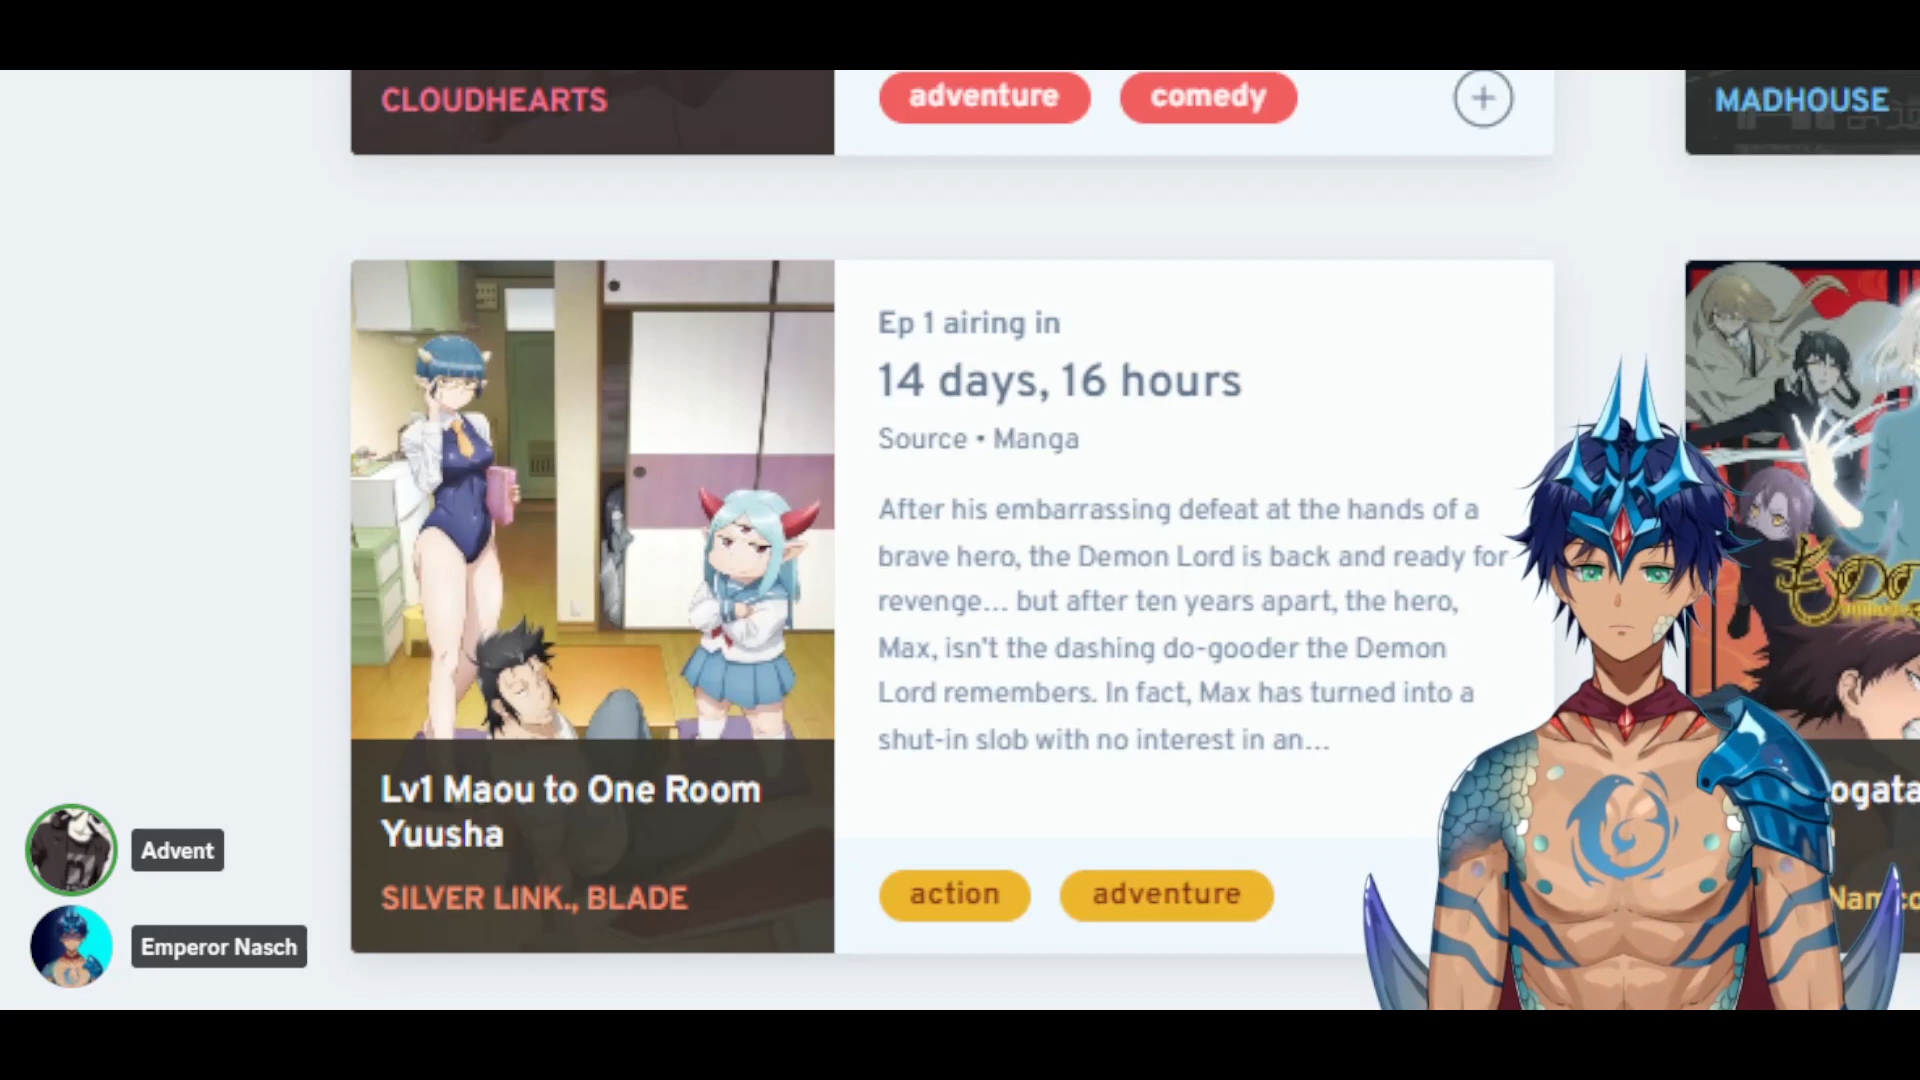 CLOUDHEARTS
adventure
comedy
MADHOUSE
Ep 1 airing in
14 days, 16 hours
Source • Manga
After his embarrassing defeat at the hands of a
brave hero, the Demon Lord is back and ready for
revenge... but after ten years apart, the hero,
Max, isn't the dashing do-gooder the Demon
Lord remembers. In fact, Max has turned into a
shut-in slob with no interest in an...
Lv1 Maou to One Room
Yuusha
SILVER LINK., BLADE
action
adventure
ogata
Namco
Advent
Emperor Nasch